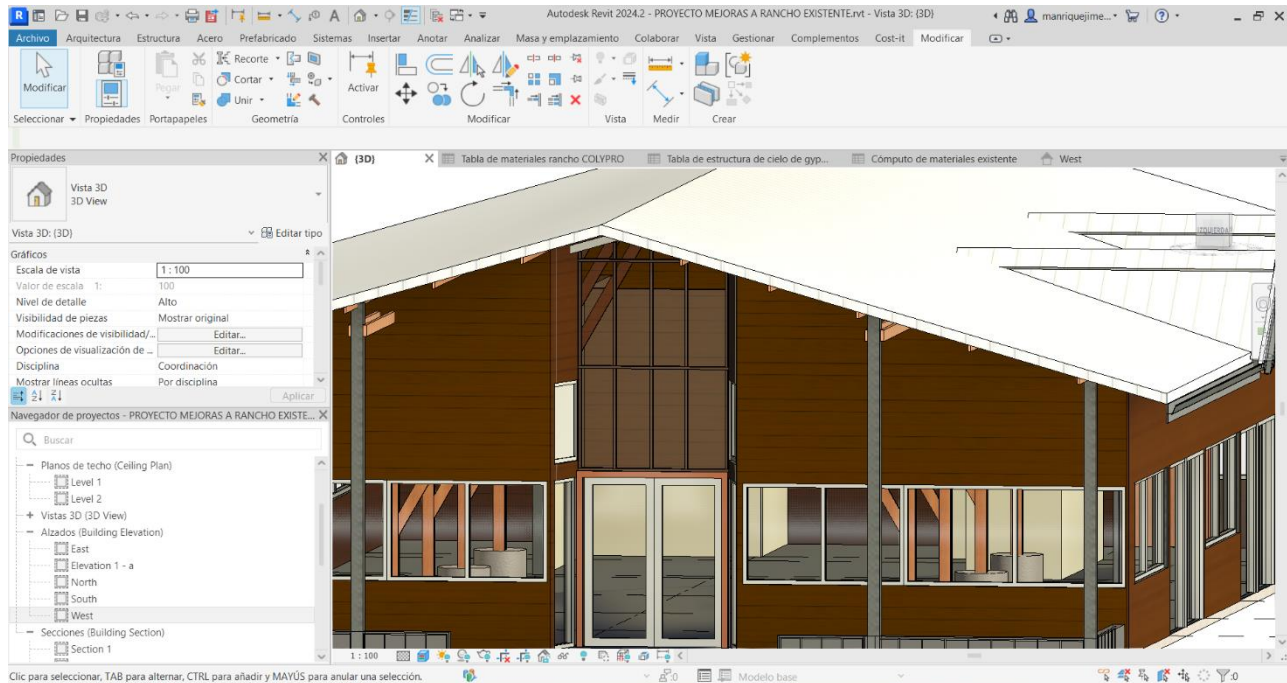 Autodesk Revit 2024.2 - PROYECTO MEJORAS A RANCHO EXISTENTE.rvt - Vista 3D: {3D}
manriquejime...
Archivo Arquitectura Estructura Acero Prefabricado Sistemas Insertar Anotar Analizar Masa y emplazamiento Colaborar Vista Gestionar Complementos Cost-it Modificar
Modificar
Pegar
Recorte
Cortar
Unir
Activar
Seleccionar Propiedades Portapapeles Geometría Controles Modificar Vista Medir Crear
Propiedades
{3D} Tabla de materiales rancho COLYPRO Tabla de estructura de cielo de gyp... Cómputo de materiales existente West
Vista 3D
3D View
Vista 3D: {3D} Editar tipo
Gráficos
Escala de vista 1 : 100
Valor de escala 1: 100
Nivel de detalle Alto
Visibilidad de piezas Mostrar original
Modificaciones de visibilidad/... Editar...
Opciones de visualización de ... Editar...
Disciplina Coordinación
Mostrar líneas ocultas Por disciplina
Aplicar
Navegador de proyectos - PROYECTO MEJORAS A RANCHO EXISTE...
Buscar
Planos de techo (Ceiling Plan)
Level 1
Level 2
Vistas 3D (3D View)
Alzados (Building Elevation)
East
Elevation 1 - a
North
South
West
Secciones (Building Section)
Section 1
IZQUIERDA
1 : 100
Clic para seleccionar, TAB para alternar, CTRL para añadir y MAYÚS para anular una selección.
:0
Modelo base
:0